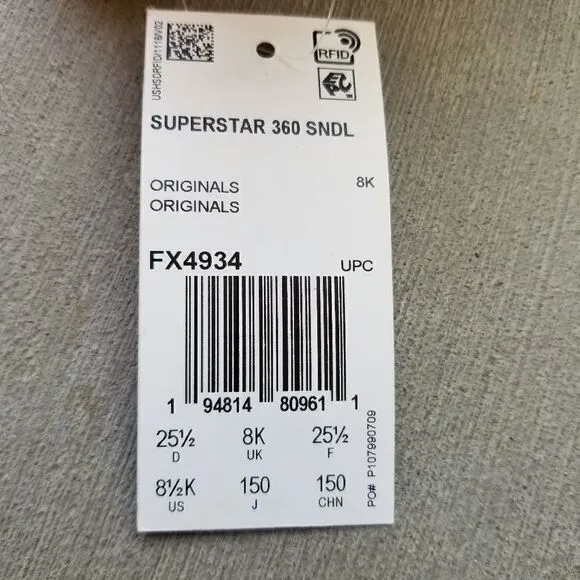 USHSDRFID/1118/V02
RFID
SUPERSTAR 360 SNDL
ORIGINALS 8K
ORIGINALS
FX4934 UPC
1 94814 80961 1
25½ 8K 25½
D UK F
8½K 150 150
US J CHN
PO# P107990709